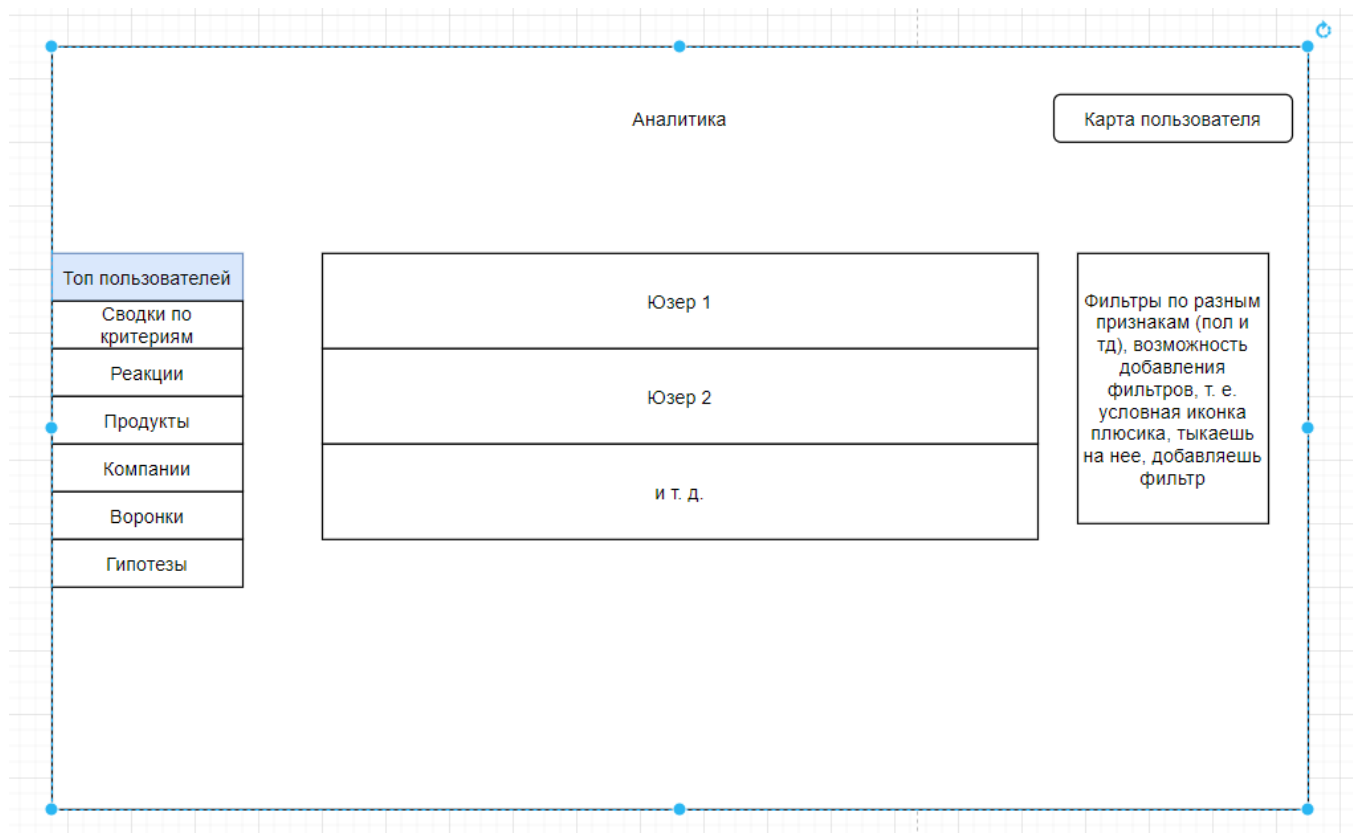 Аналитика
Карта пользователя
Топ пользователей
Сводки по
критериям
Реакции
Продукты
Компании
Воронки
Гипотезы
Юзер 1
Юзер 2
и т. д.
Фильтры по разным
признакам (пол и
тд), возможность
добавления
фильтров, т. е.
условная иконка
плюсика, тыкаешь
на нее, добавляешь
фильтр